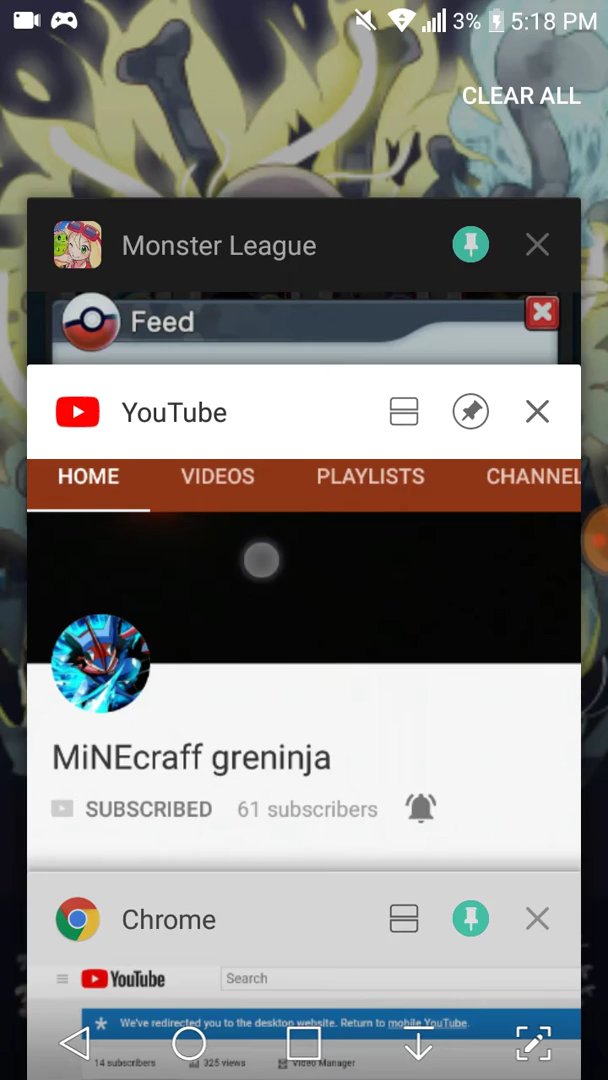 3% 5:18 PM
CLEAR ALL
Monster League
Feed
YouTube
HOME VIDEOS PLAYLISTS CHANNEL
MiNEcraff greninja
SUBSCRIBED 61 subscribers
Chrome
YouTube Search
We've redirected you to the desktop website. Return to mobile YouTube.
14 subscribers 325 views Video Manager